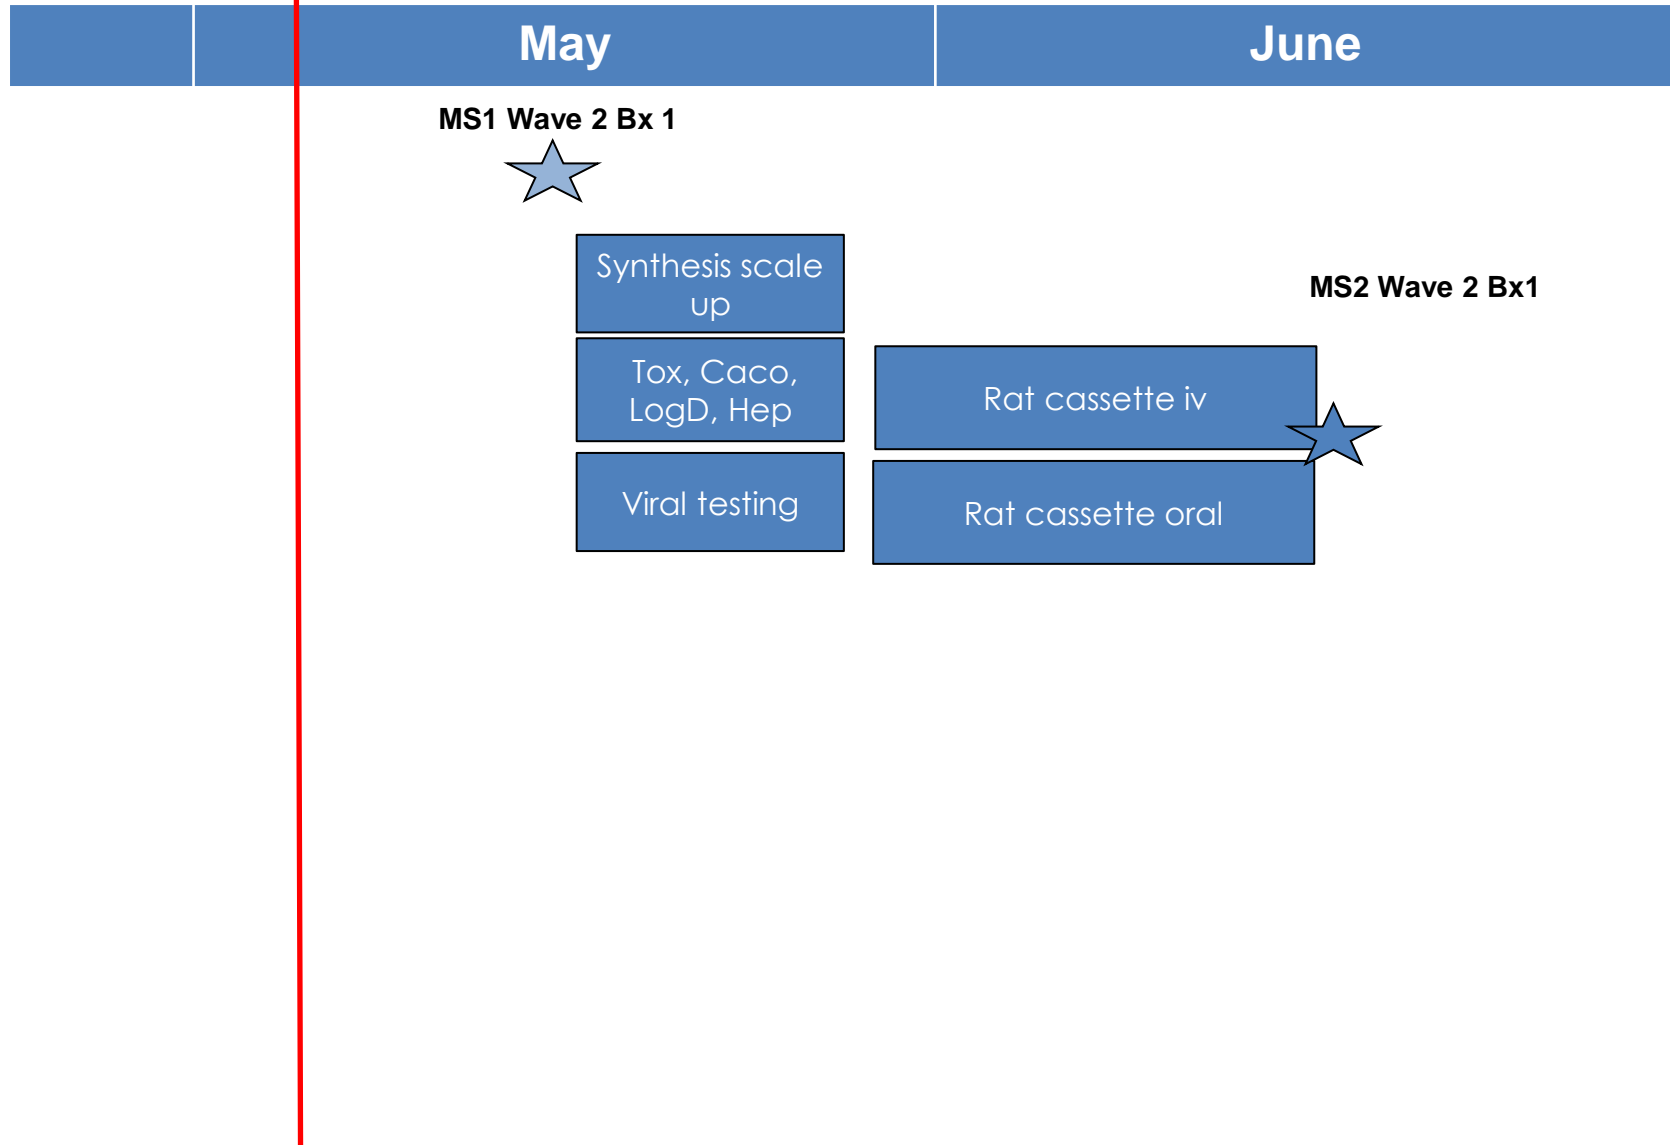 May
June
MS1 Wave 2 Bx 1
Synthesis scale
up
MS2 Wave 2 Bx1
Tox, Caco,
LogD, Hep
Rat cassette iv
Viral testing
Rat cassette oral